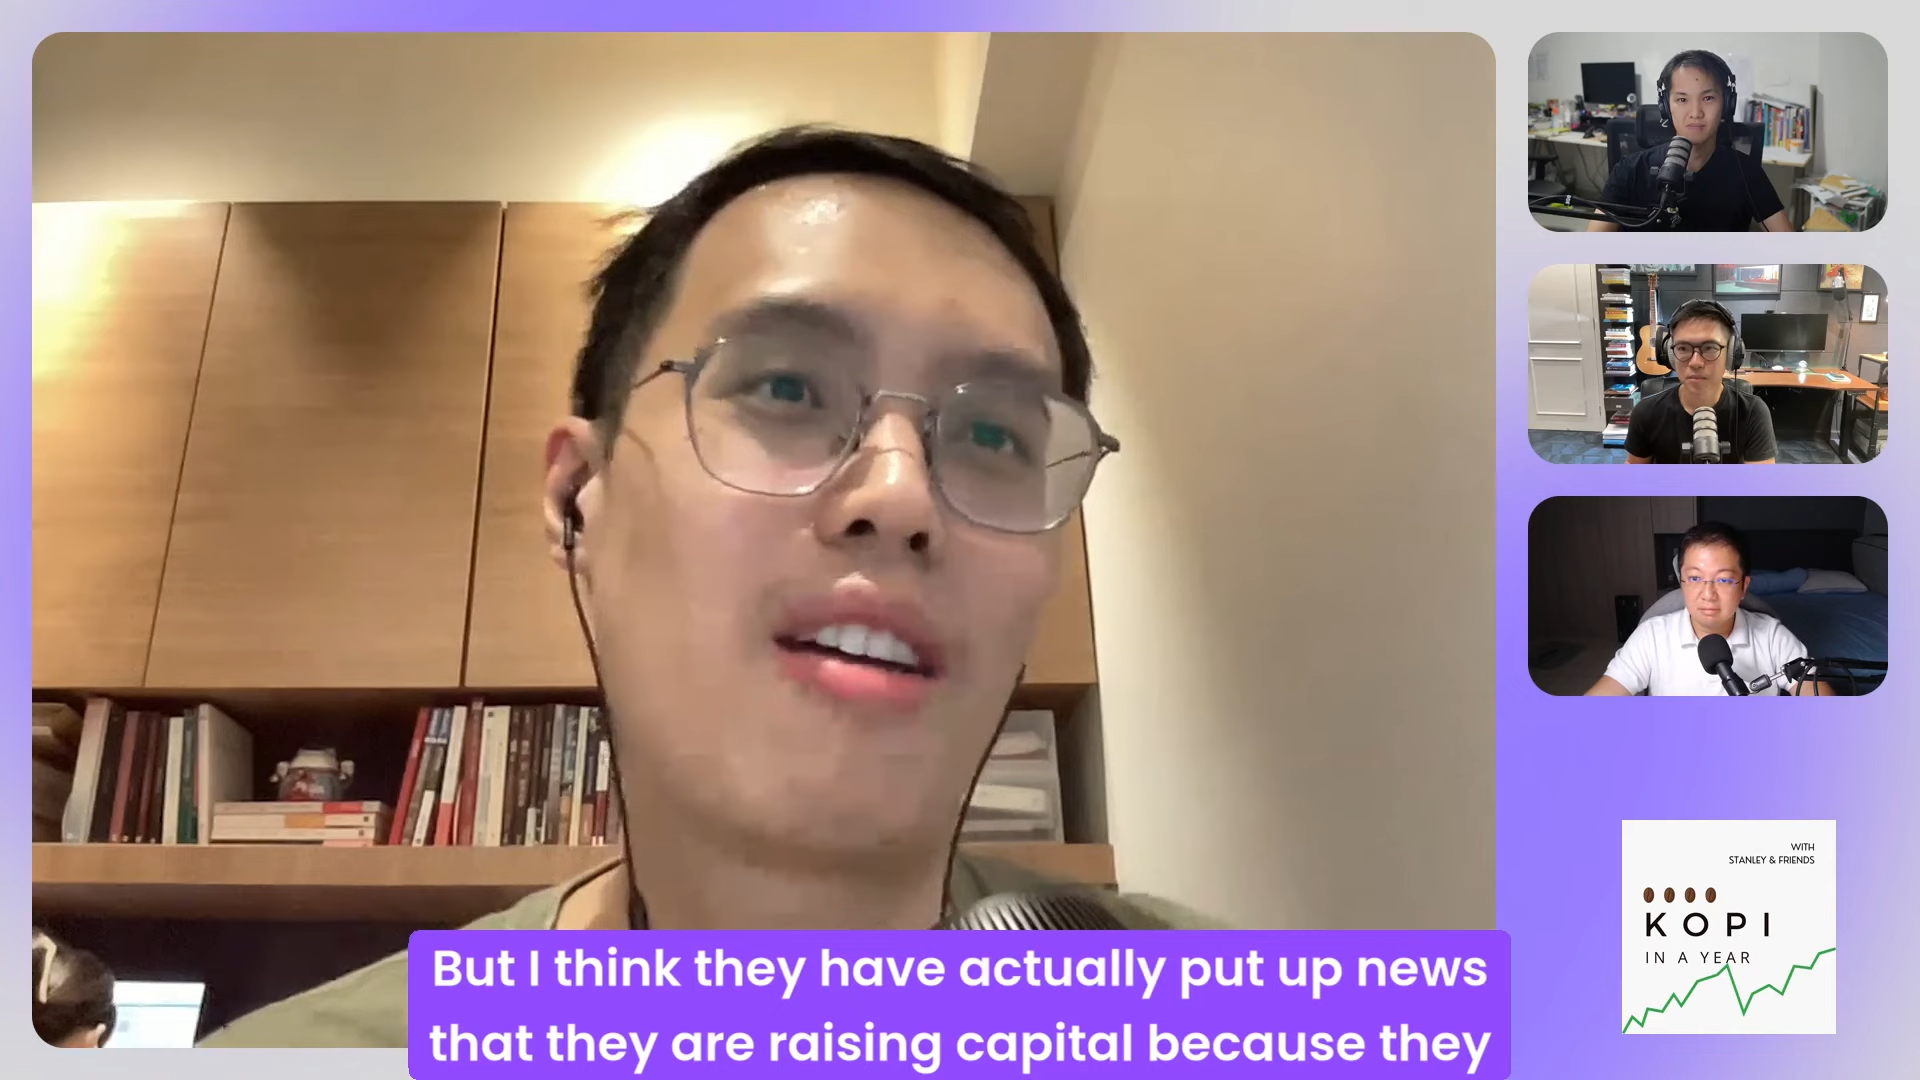 WITH
STANLEY & FRIENDS
KOPI
IN A YEAR
But I think they have actually put up news
that they are raising capital because they